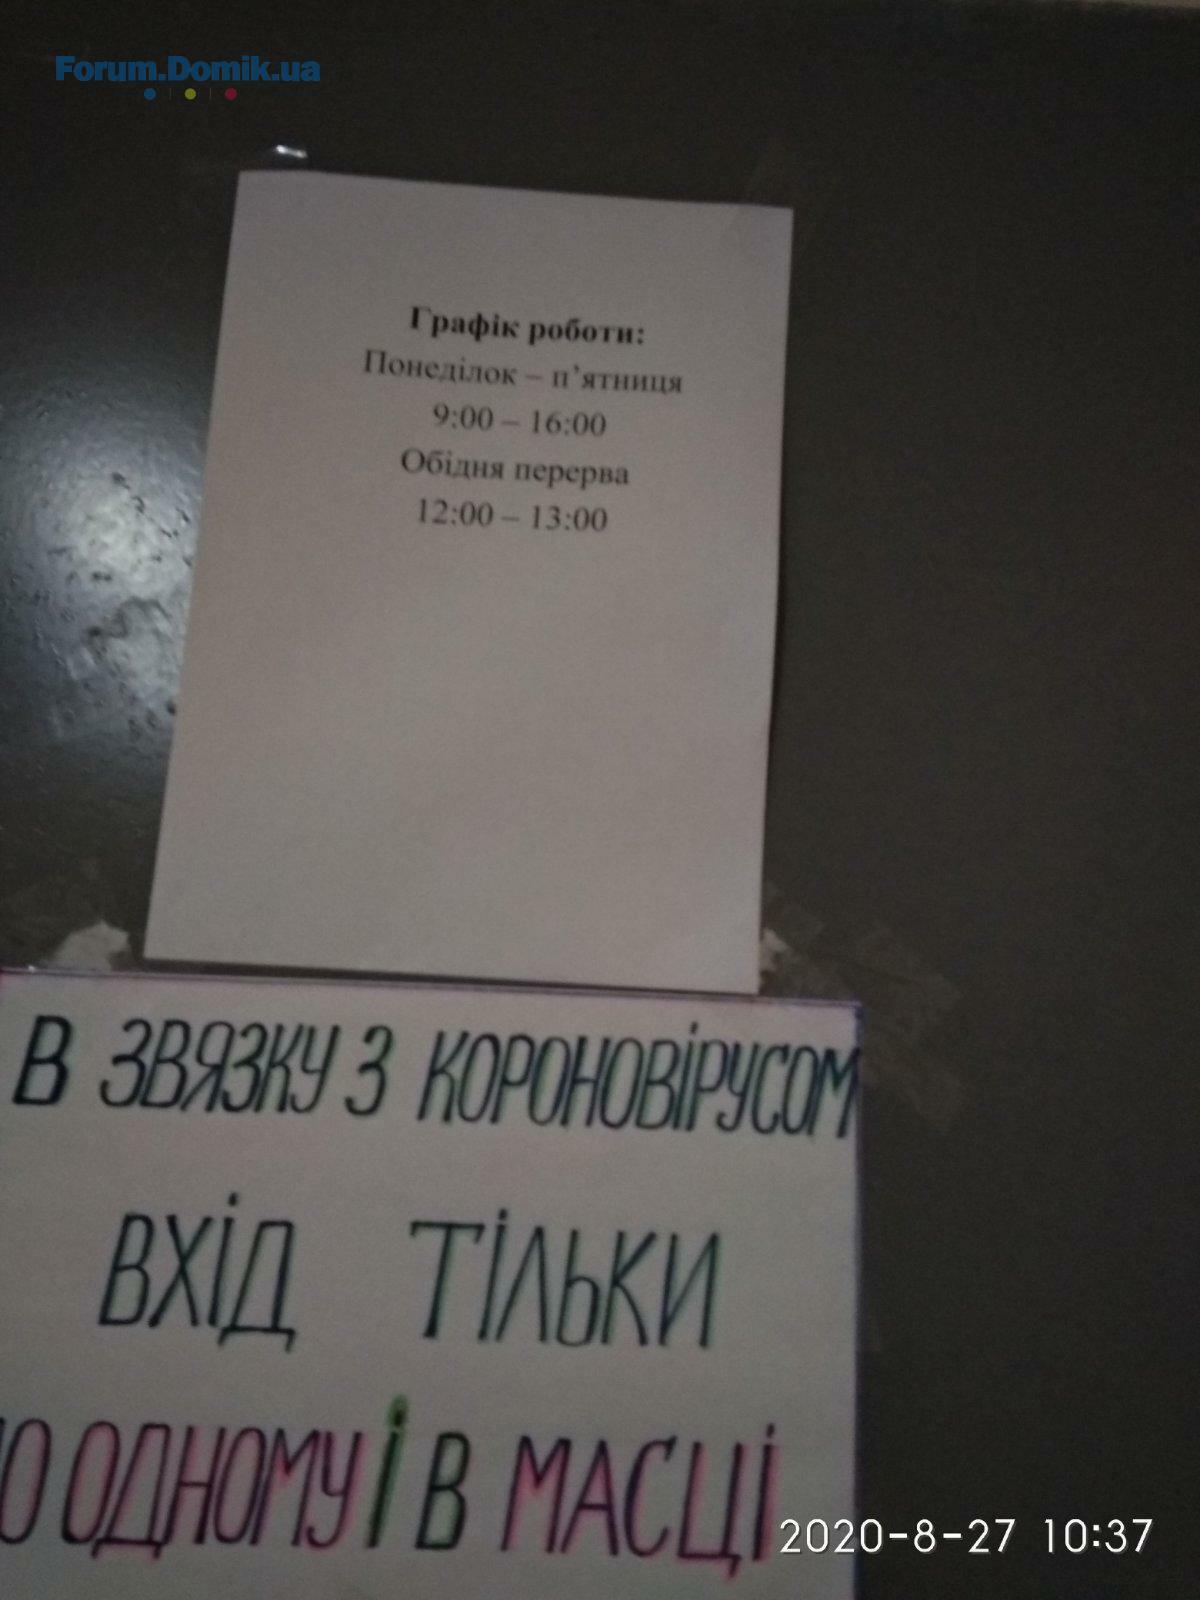 Forum.Domik.ua
Графік роботи:
Понеділок – п’ятниця
9:00 – 16:00
Обідня перерва
12:00 – 13:00
В ЗВЯЗКУ З КОРОНОВІРУСОМ
ВХІД ТІЛЬКИ
ПО ОДНОМУ І В МАСЦІ
2020-8-27 10:37